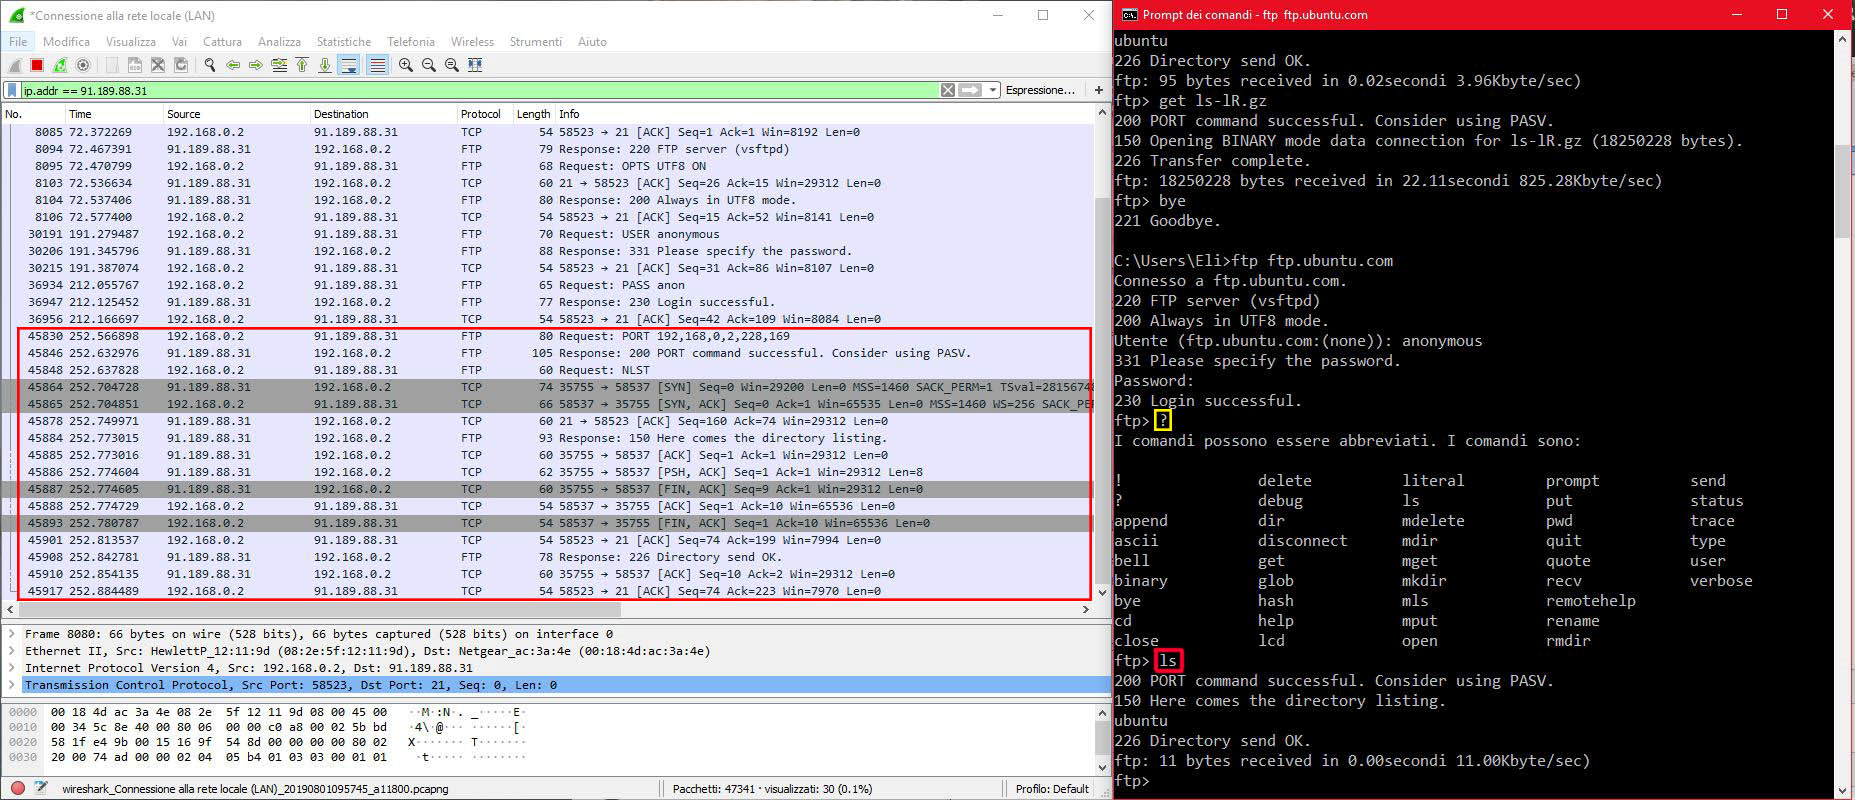 *Connessione alla rete locale (LAN)
File Modifica Visualizza Vai Cattura Analizza Statistiche Telefonia Wireless Strumenti Aiuto
ip.addr == 91.189.88.31 Espressione... +
No. Time Source Destination Protocol Length Info
8085 72.372269 192.168.0.2 91.189.88.31 TCP 54 58523 → 21 [ACK] Seq=1 Ack=1 Win=8192 Len=0
8094 72.467391 91.189.88.31 192.168.0.2 FTP 79 Response: 220 FTP server (vsftpd)
8095 72.470799 192.168.0.2 91.189.88.31 FTP 68 Request: OPTS UTF8 ON
8103 72.536634 91.189.88.31 192.168.0.2 TCP 60 21 → 58523 [ACK] Seq=26 Ack=15 Win=29312 Len=0
8104 72.537406 91.189.88.31 192.168.0.2 FTP 80 Response: 200 Always in UTF8 mode.
8106 72.577400 192.168.0.2 91.189.88.31 TCP 54 58523 → 21 [ACK] Seq=15 Ack=52 Win=8141 Len=0
30191 191.279487 192.168.0.2 91.189.88.31 FTP 70 Request: USER anonymous
30206 191.345796 91.189.88.31 192.168.0.2 FTP 88 Response: 331 Please specify the password.
30215 191.387074 192.168.0.2 91.189.88.31 TCP 54 58523 → 21 [ACK] Seq=31 Ack=86 Win=8107 Len=0
36934 212.055767 192.168.0.2 91.189.88.31 FTP 65 Request: PASS anon
36947 212.125452 91.189.88.31 192.168.0.2 FTP 77 Response: 230 Login successful.
36956 212.166697 192.168.0.2 91.189.88.31 TCP 54 58523 → 21 [ACK] Seq=42 Ack=109 Win=8084 Len=0
45830 252.566898 192.168.0.2 91.189.88.31 FTP 80 Request: PORT 192,168,0,2,228,169
45846 252.632976 91.189.88.31 192.168.0.2 FTP 105 Response: 200 PORT command successful. Consider using PASV.
45848 252.637828 192.168.0.2 91.189.88.31 FTP 60 Request: NLST
45864 252.704728 91.189.88.31 192.168.0.2 TCP 74 35755 → 58537 [SYN] Seq=0 Win=29200 Len=0 MSS=1460 SACK_PERM=1 TSval=28156748
45865 252.704851 192.168.0.2 91.189.88.31 TCP 66 58537 → 35755 [SYN, ACK] Seq=0 Ack=1 Win=65535 Len=0 MSS=1460 WS=256 SACK_PER
45878 252.749971 91.189.88.31 192.168.0.2 TCP 60 21 → 58523 [ACK] Seq=160 Ack=74 Win=29312 Len=0
45884 252.773015 91.189.88.31 192.168.0.2 FTP 93 Response: 150 Here comes the directory listing.
45885 252.773016 91.189.88.31 192.168.0.2 TCP 60 35755 → 58537 [ACK] Seq=1 Ack=1 Win=29312 Len=0
45886 252.774604 91.189.88.31 192.168.0.2 TCP 62 35755 → 58537 [PSH, ACK] Seq=1 Ack=1 Win=29312 Len=8
45887 252.774605 91.189.88.31 192.168.0.2 TCP 60 35755 → 58537 [FIN, ACK] Seq=9 Ack=1 Win=29312 Len=0
45888 252.774729 192.168.0.2 91.189.88.31 TCP 54 58537 → 35755 [ACK] Seq=1 Ack=10 Win=65536 Len=0
45893 252.780787 192.168.0.2 91.189.88.31 TCP 54 58537 → 35755 [FIN, ACK] Seq=1 Ack=10 Win=65536 Len=0
45901 252.813537 192.168.0.2 91.189.88.31 TCP 54 58523 → 21 [ACK] Seq=74 Ack=199 Win=7994 Len=0
45908 252.842781 91.189.88.31 192.168.0.2 FTP 78 Response: 226 Directory send OK.
45910 252.854135 91.189.88.31 192.168.0.2 TCP 60 35755 → 58537 [ACK] Seq=10 Ack=2 Win=29312 Len=0
45917 252.884489 192.168.0.2 91.189.88.31 TCP 54 58523 → 21 [ACK] Seq=74 Ack=223 Win=7970 Len=0
Frame 8080: 66 bytes on wire (528 bits), 66 bytes captured (528 bits) on interface 0
Ethernet II, Src: HewlettP_12:11:9d (08:2e:5f:12:11:9d), Dst: Netgear_ac:3a:4e (00:18:4d:ac:3a:4e)
Internet Protocol Version 4, Src: 192.168.0.2, Dst: 91.189.88.31
Transmission Control Protocol, Src Port: 58523, Dst Port: 21, Seq: 0, Len: 0
0000 00 18 4d ac 3a 4e 08 2e 5f 12 11 9d 08 00 45 00 ··M·:N·. _·····E·
0010 00 34 5c 8e 40 00 80 06 00 00 c0 a8 00 02 5b bd ·4\·@··· ······[·
0020 58 1f e4 9b 00 15 16 9f 54 8d 00 00 00 00 80 02 X······· T·······
0030 20 00 74 ad 00 00 02 04 05 b4 01 03 03 00 01 01 ·t····· ········
wireshark_Connessione alla rete locale (LAN)_20190801095745_a11800.pcapng Pacchetti: 47341 · visualizzati: 30 (0.1%) Profilo: Default
C:\. Prompt dei comandi - ftp ftp.ubuntu.com
ubuntu
226 Directory send OK.
ftp: 95 bytes received in 0.02secondi 3.96Kbyte/sec)
ftp> get ls-lR.gz
200 PORT command successful. Consider using PASV.
150 Opening BINARY mode data connection for ls-lR.gz (18250228 bytes).
226 Transfer complete.
ftp: 18250228 bytes received in 22.11secondi 825.28Kbyte/sec)
ftp> bye
221 Goodbye.
C:\Users\Eli>ftp ftp.ubuntu.com
Connesso a ftp.ubuntu.com.
220 FTP server (vsftpd)
200 Always in UTF8 mode.
Utente (ftp.ubuntu.com:(none)): anonymous
331 Please specify the password.
Password:
230 Login successful.
ftp> ?
I comandi possono essere abbreviati. I comandi sono:
! delete literal prompt send
? debug ls put status
append dir mdelete pwd trace
ascii disconnect mdir quit type
bell get mget quote user
binary glob mkdir recv verbose
bye hash mls remotehelp
cd help mput rename
close lcd open rmdir
ftp> ls
200 PORT command successful. Consider using PASV.
150 Here comes the directory listing.
ubuntu
226 Directory send OK.
ftp: 11 bytes received in 0.00secondi 11.00Kbyte/sec)
ftp>